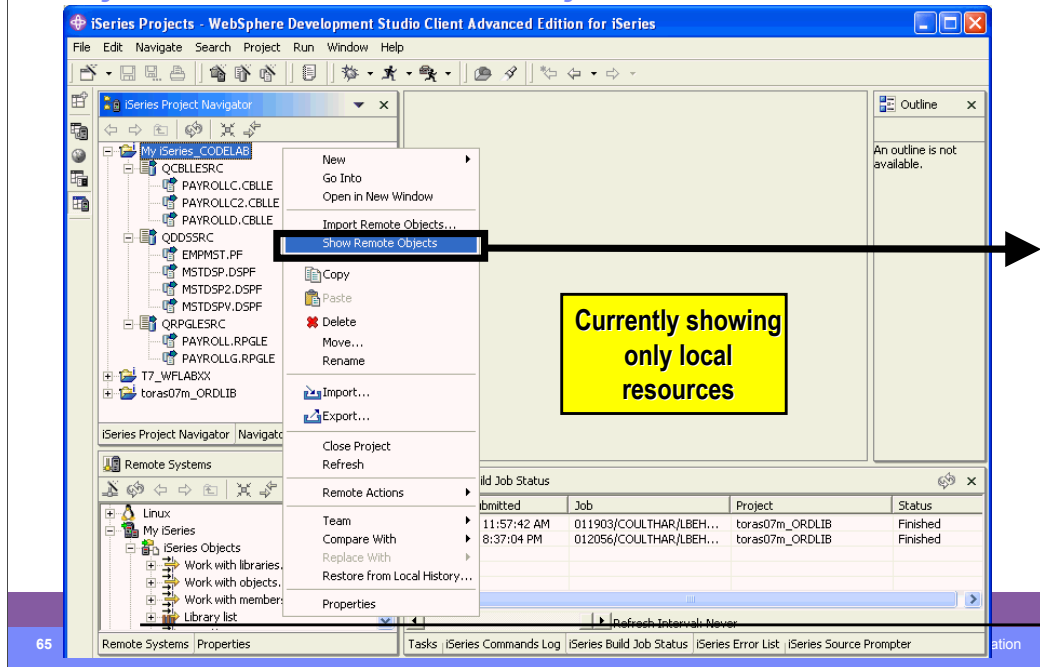 iSeries Projects - WebSphere Development Studio Client Advanced Edition for iSeries
File Edit Navigate Search Project Run Window Help
iSeries Project Navigator
My iSeries_CODELAB
QCBLLESRC
PAYROLLC.CBLLE
PAYROLLC2.CBLLE
PAYROLLD.CBLLE
QDDSSRC
EMPMST.PF
MSTDSP.DSPF
MSTDSP2.DSPF
MSTDSPV.DSPF
QRPGLESRC
PAYROLL.RPGLE
PAYROLLG.RPGLE
T7_WFLABXX
toras07m_ORDLIB
iSeries Project Navigator
New
Go Into
Open in New Window
Import Remote Objects...
Show Remote Objects
Copy
Paste
Delete
Move...
Rename
Import...
Export...
Close Project
Refresh
Remote Actions
Team
Compare With
Replace With
Restore from Local History...
Properties
Currently showing
only local
resources
Outline
An outline is not
available.
Remote Systems
Linux
My iSeries
iSeries Objects
Work with libraries.
Work with objects.
Work with members
Library list
Remote Systems Properties
Job Status
Job Project Status
11:57:42 AM 011903/COULTHAR/LBEH... toras07m_ORDLIB Finished
8:37:04 PM 012056/COULTHAR/LBEH... toras07m_ORDLIB Finished
Refresh Interval: Never
Tasks iSeries Commands Log iSeries Build Job Status iSeries Error List iSeries Source Prompter
65